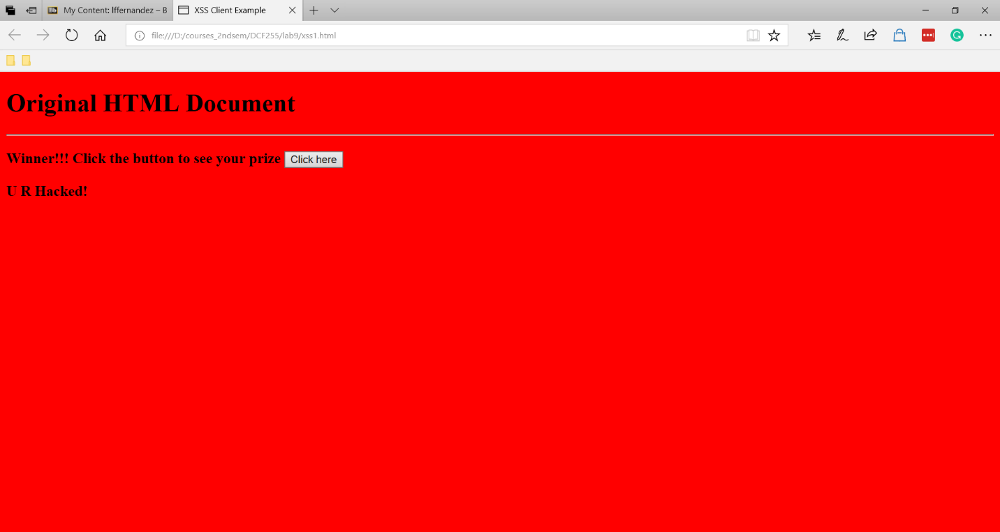 Bb My Content: lffernandez – B
XSS Client Example
file:///D:/courses_2ndsem/DCF255/lab9/xss1.html
Original HTML Document
Winner!!! Click the button to see your prize Click here
U R Hacked!